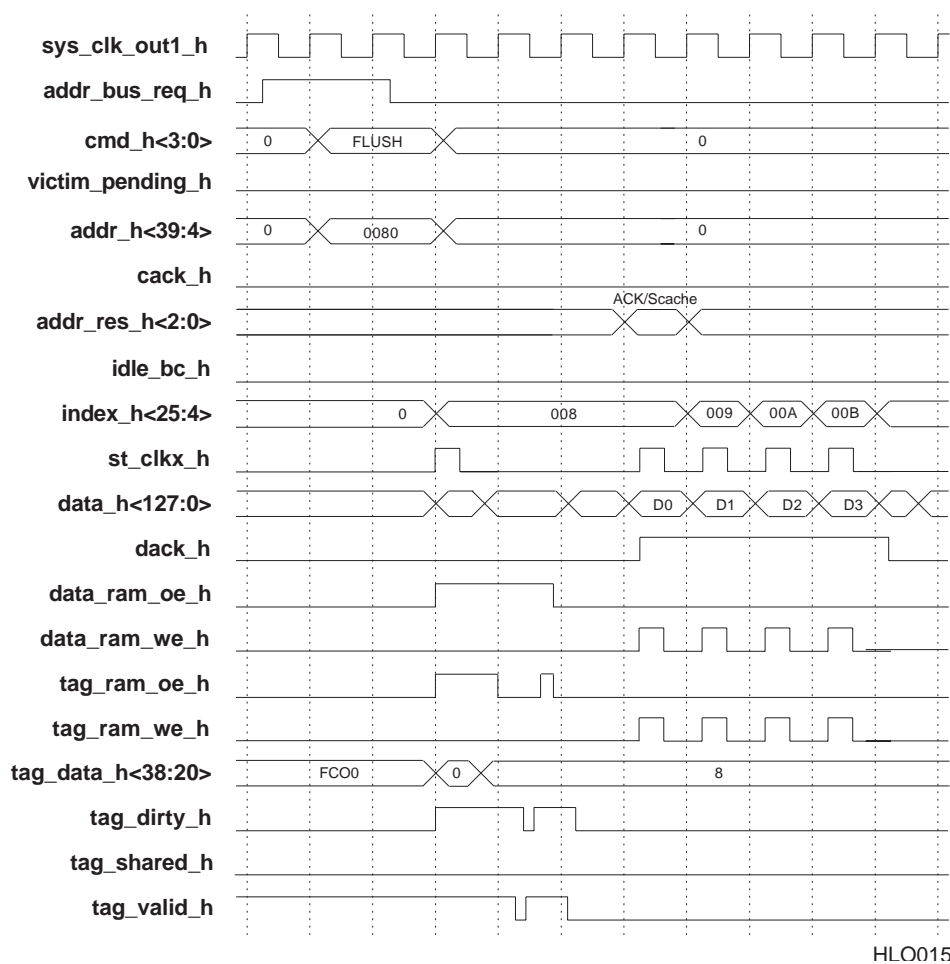 sys_clk_out1_h
addr_bus_req_h
cmd_h<3:0> 0 FLUSH 0
victim_pending_h
addr_h<39:4> 0 0080 0
cack_h
ACK/Scache
addr_res_h<2:0>
idle_bc_h
index_h<25:4> 0 008 009 00A 00B
st_clkx_h
data_h<127:0> D0 D1 D2 D3
dack_h
data_ram_oe_h
data_ram_we_h
tag_ram_oe_h
tag_ram_we_h
tag_data_h<38:20> FCO0 0 8
tag_dirty_h
tag_shared_h
tag_valid_h
HLO015